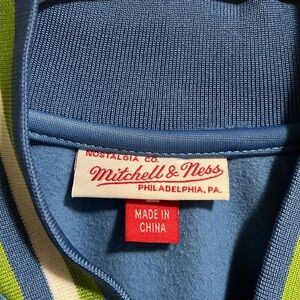 NOSTALGIA CO.
Mitchell & Ness
PHILADELPHIA, PA.
MADE IN
CHINA